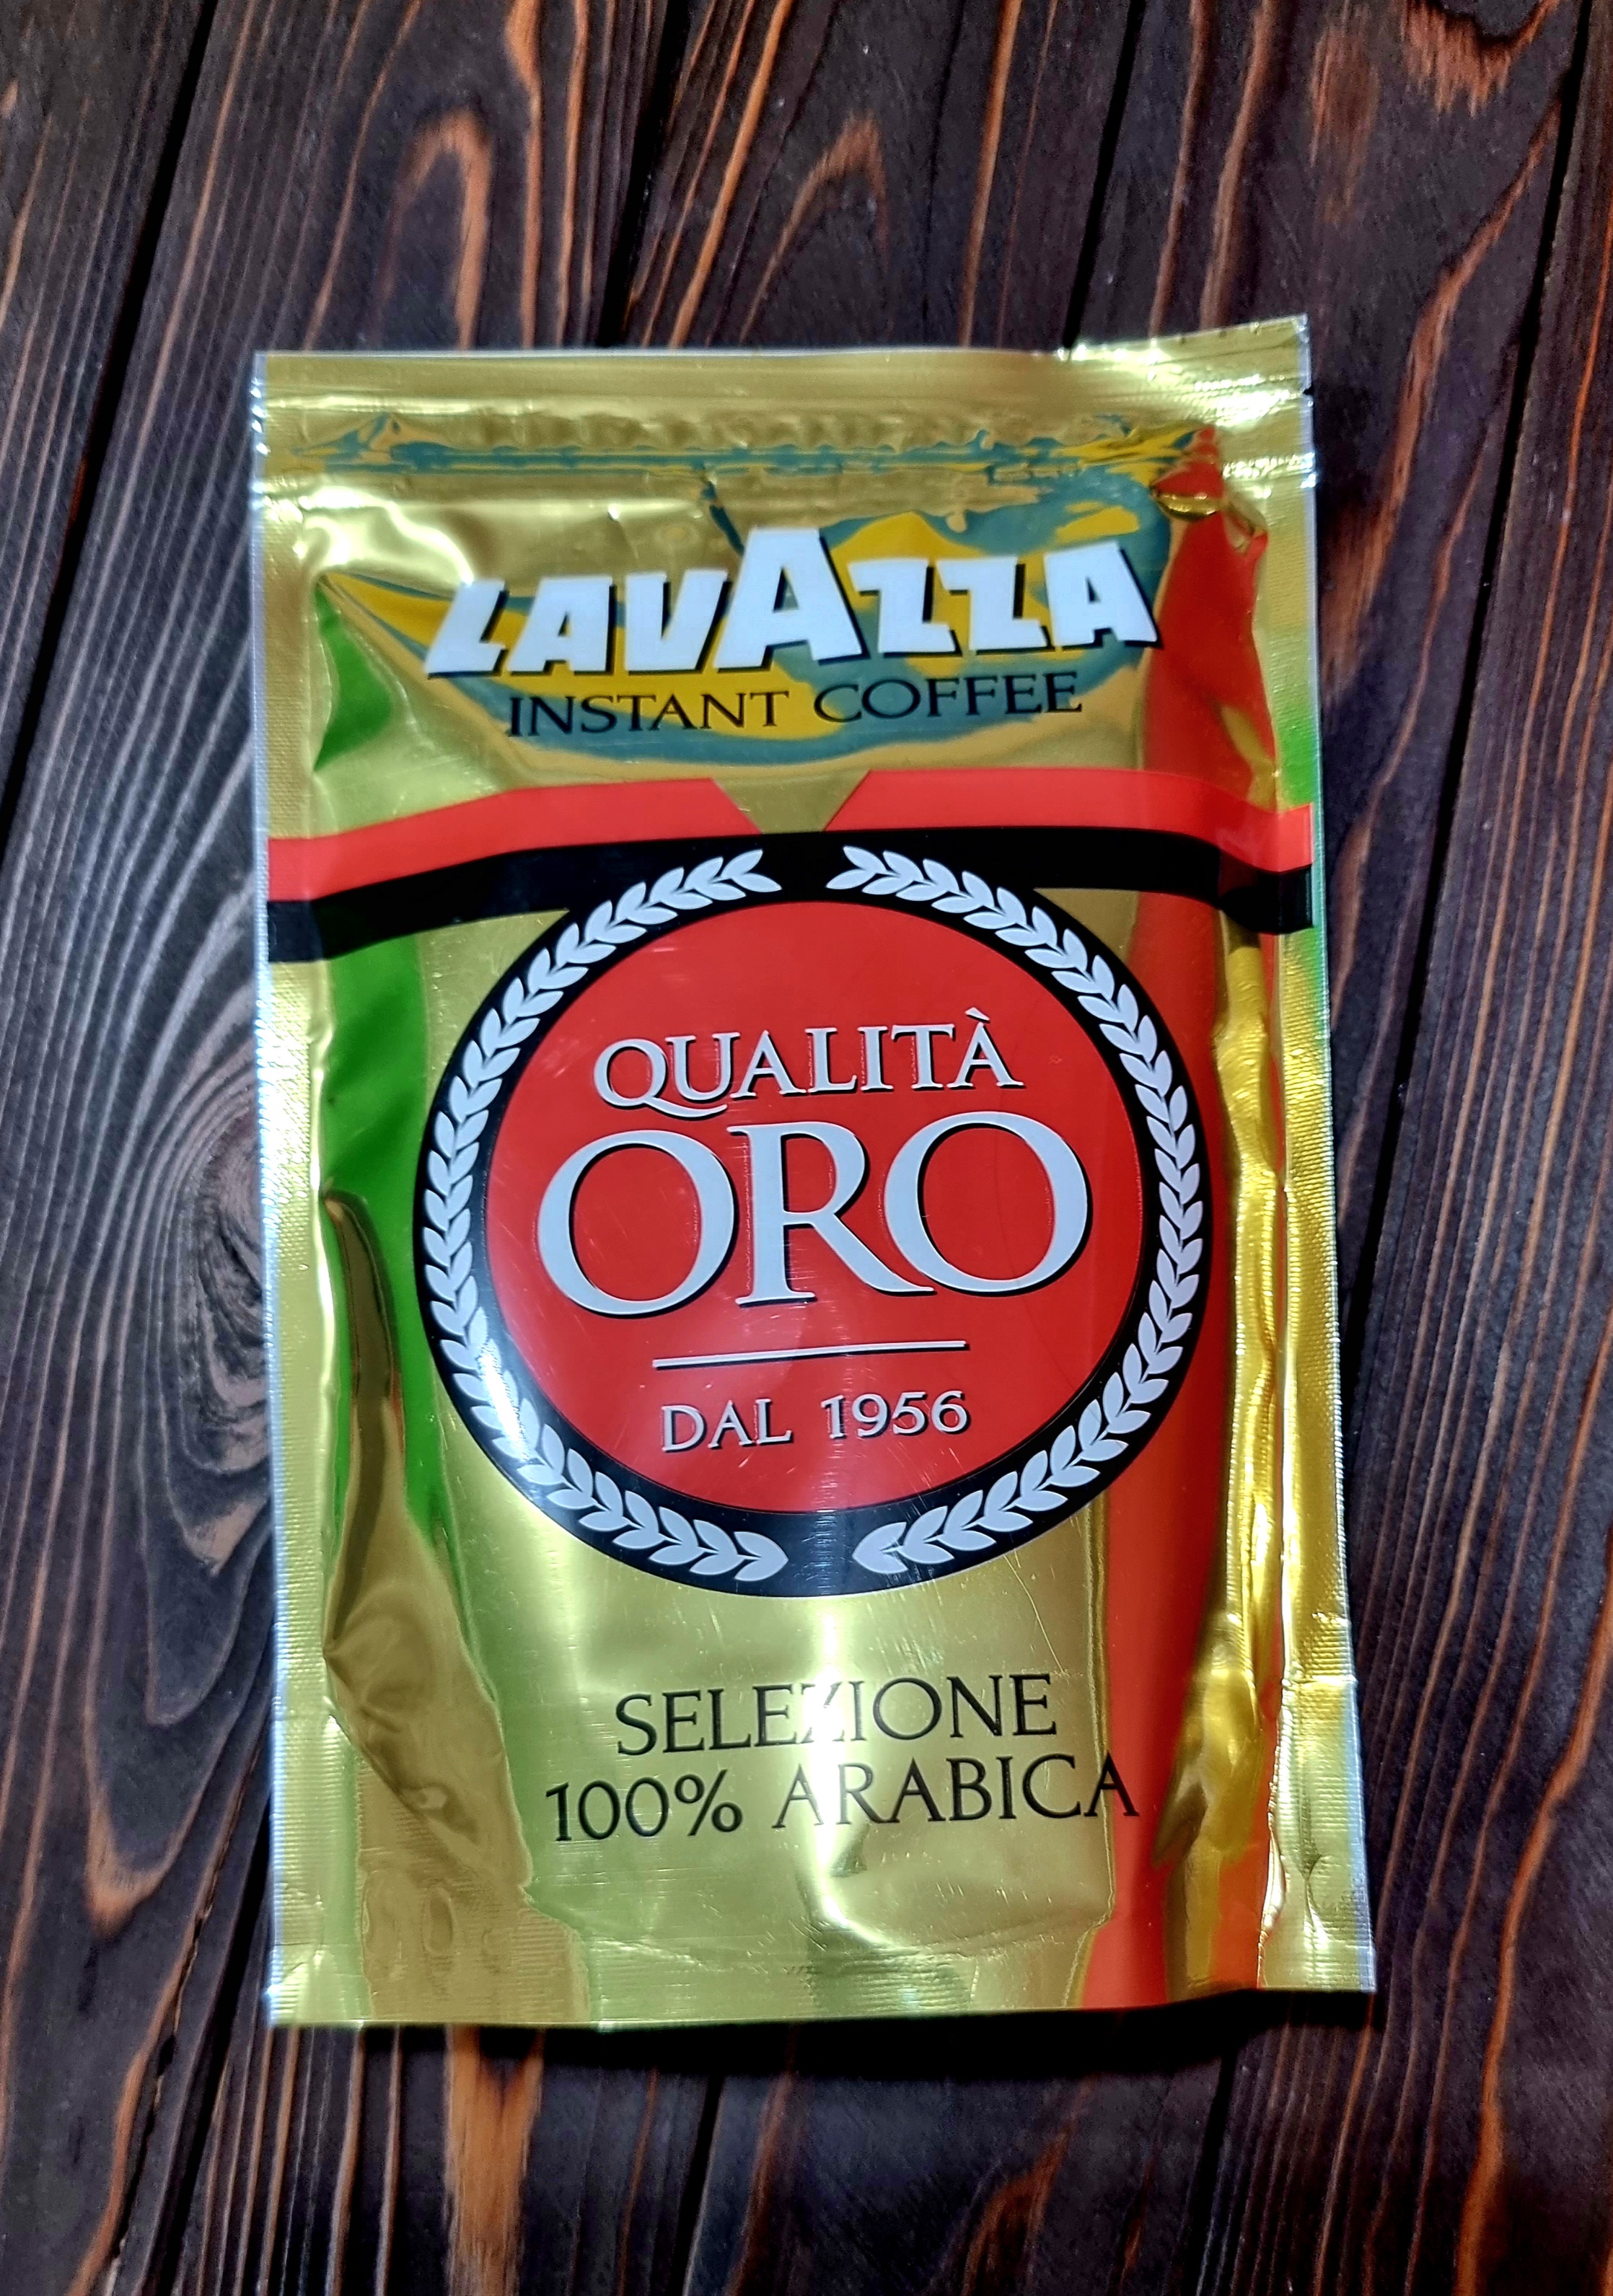 LAVAZZA
INSTANT COFFEE
QUALITÀ
ORO
DAL 1956
SELEZIONE
100% ARABICA